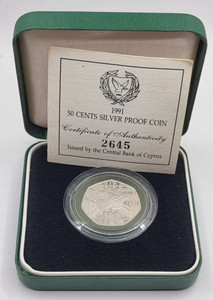 1991
50 CENTS SILVER PROOF COIN
Certificate of Authenticity
2645
Issued by the Central Bank of Cyprus